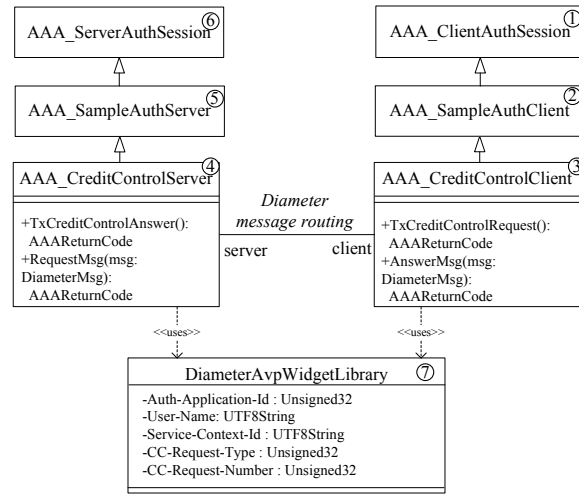 ⑥
AAA_ServerAuthSession
①
AAA_ClientAuthSession
⑤
AAA_SampleAuthServer
②
AAA_SampleAuthClient
④
AAA_CreditControlServer
+TxCreditControlAnswer():
AAAReturnCode
+RequestMsg(msg:
DiameterMsg):
AAAReturnCode
Diameter
message routing
server
client
③
AAA_CreditControlClient
+TxCreditControlRequest():
AAAReturnCode
+AnswerMsg(msg:
DiameterMsg):
AAAReturnCode
<<uses>>
<<uses>>
DiameterAvpWidgetLibrary
⑦
-Auth-Application-Id : Unsigned32
-User-Name: UTF8String
-Service-Context-Id : UTF8String
-CC-Request-Type : Unsigned32
-CC-Request-Number : Unsigned32